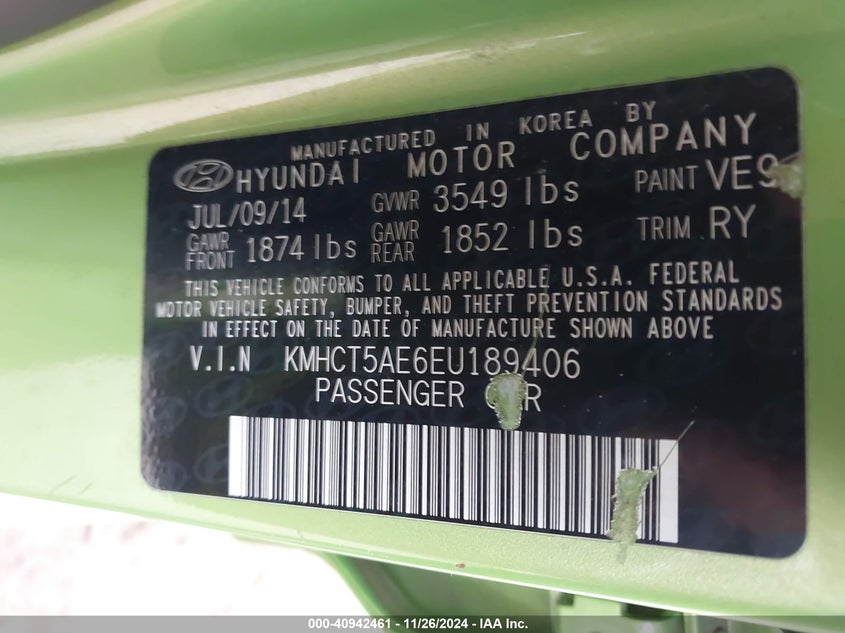 MANUFACTURED IN KOREA BY
HYUNDAI MOTOR COMPANY
JUL/09/14 GVWR 3549 lbs PAINT VE9
GAWR FRONT 1874 lbs GAWR REAR 1852 lbs TRIM RY
THIS VEHICLE CONFORMS TO ALL APPLICABLE U.S.A. FEDERAL
MOTOR VEHICLE SAFETY, BUMPER, AND THEFT PREVENTION STANDARDS
IN EFFECT ON THE DATE OF MANUFACTURE SHOWN ABOVE
V.I.N KMHCT5AE6EU189406
PASSENGER
000-40942461 - 11/26/2024 - IAA Inc.